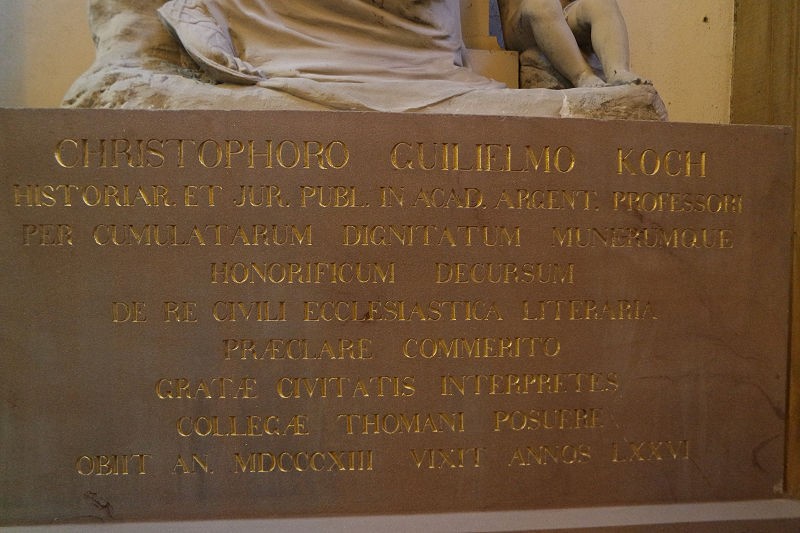 CHRISTOPHORO GUILIELMO KOCH
HISTORIAR. ET JUR. PUBL. IN ACAD. ARGENT. PROFESSORI
PER CUMULATARUM DIGNITATUM MUNERUMQUE
HONORIFICUM DECURSUM
DE RE CIVILI ECCLESIASTICA LITERARIA
PRÆCLARE COMMERITO
GRATÆ CIVITATIS INTERPRETES
COLLEGÆ THOMANI POSUERE
OBIIT AN. MDCCCXIII VIXIT ANNOS LXXVI